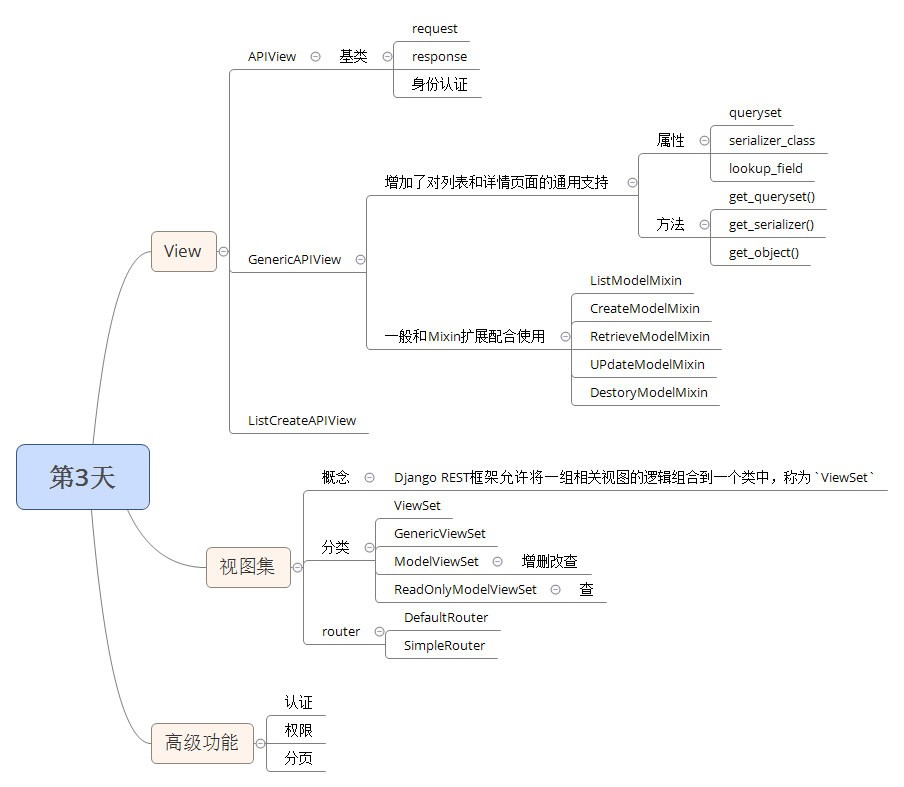 第3天
View
APIView
基类
request
response
身份认证
GenericAPIView
增加了对列表和详情页面的通用支持
属性
queryset
serializer_class
lookup_field
方法
get_queryset()
get_serializer()
get_object()
一般和Mixin扩展配合使用
ListModelMixin
CreateModelMixin
RetrieveModelMixin
UPdateModelMixin
DestoryModelMixin
ListCreateAPIView
视图集
概念
Django REST框架允许将一组相关视图的逻辑组合到一个类中，称为 `ViewSet`
分类
ViewSet
GenericViewSet
ModelViewSet
增删改查
ReadOnlyModelViewSet
查
router
DefaultRouter
SimpleRouter
高级功能
认证
权限
分页